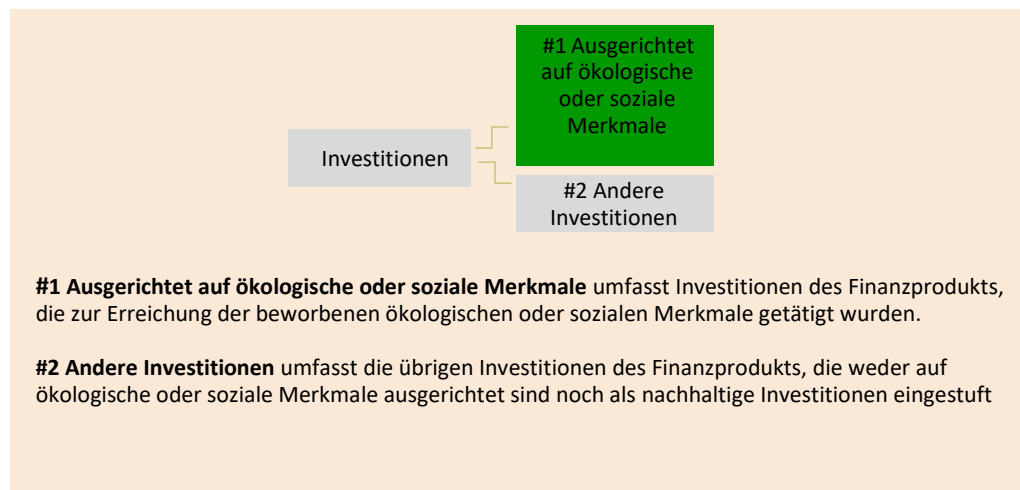 #1 Ausgerichtet
auf ökologische
oder soziale
Merkmale
Investitionen
#2 Andere
Investitionen
#1 Ausgerichtet auf ökologische oder soziale Merkmale umfasst Investitionen des Finanzprodukts,
die zur Erreichung der beworbenen ökologischen oder sozialen Merkmale getätigt wurden.
#2 Andere Investitionen umfasst die übrigen Investitionen des Finanzprodukts, die weder auf
ökologische oder soziale Merkmale ausgerichtet sind noch als nachhaltige Investitionen eingestuft